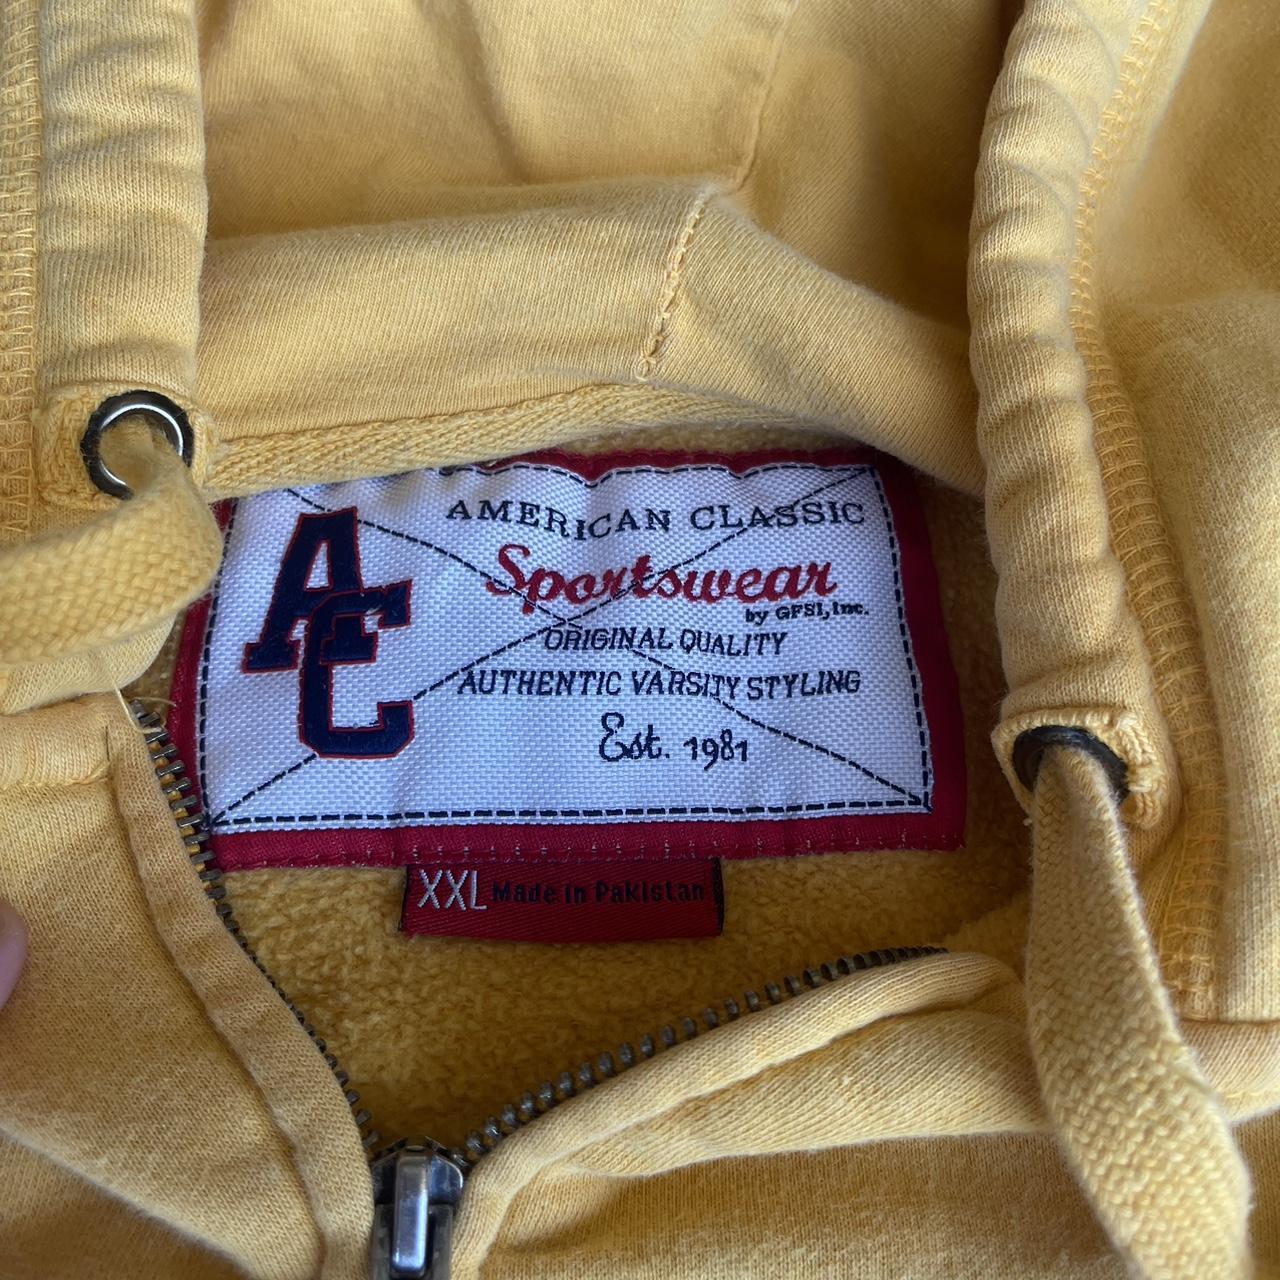 AC
AMERICAN CLASSIC
Sportswear
by GFSI, Inc.
ORIGINAL QUALITY
AUTHENTIC VARSITY STYLING
Est. 1981
XXL Made in Pakistan